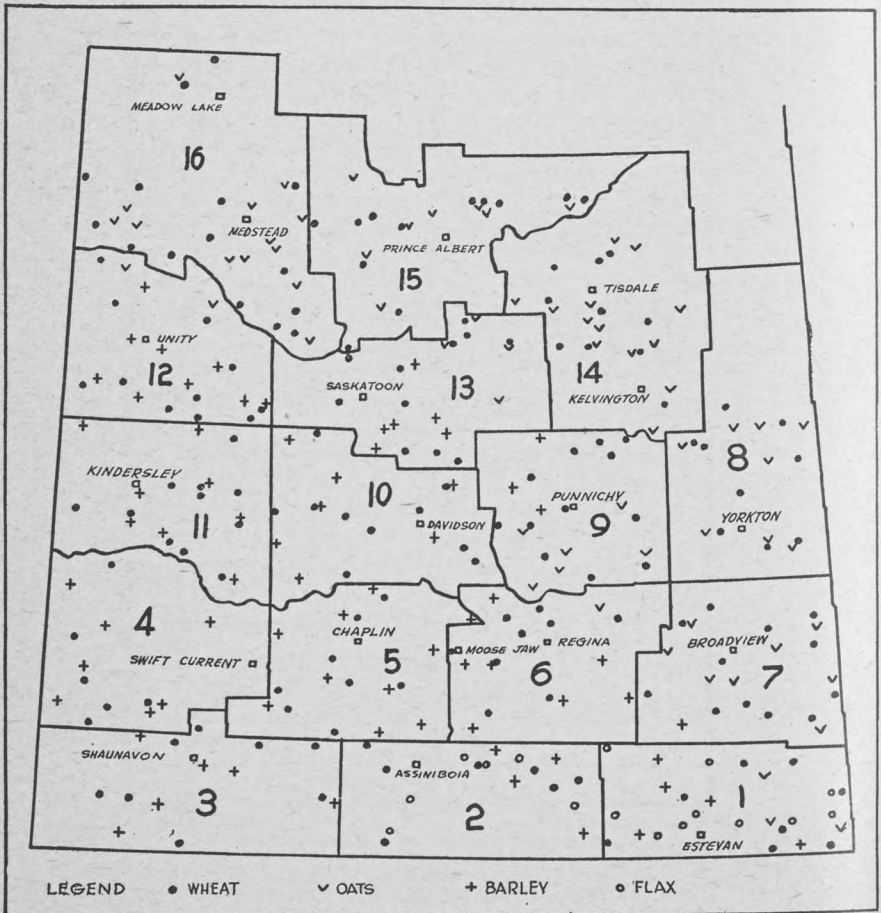 MEADOW LAKE
16
MEDSTEAD
PRINCE ALBERT
15
TISDALE
14
KELVINGTON
UNITY
12
SASKATOON
13
8
YORKTON
KINDERSLEY
11
10
DAVIDSON
PUNNICHY
9
4
SWIFT CURRENT
CHAPLIN
5
MOOSE JAW
REGINA
6
BROADVIEW
7
SHAUNAVON
3
ASSINIBOIA
2
1
ESTEVAN
LEGEND WHEAT OATS BARLEY FLAX